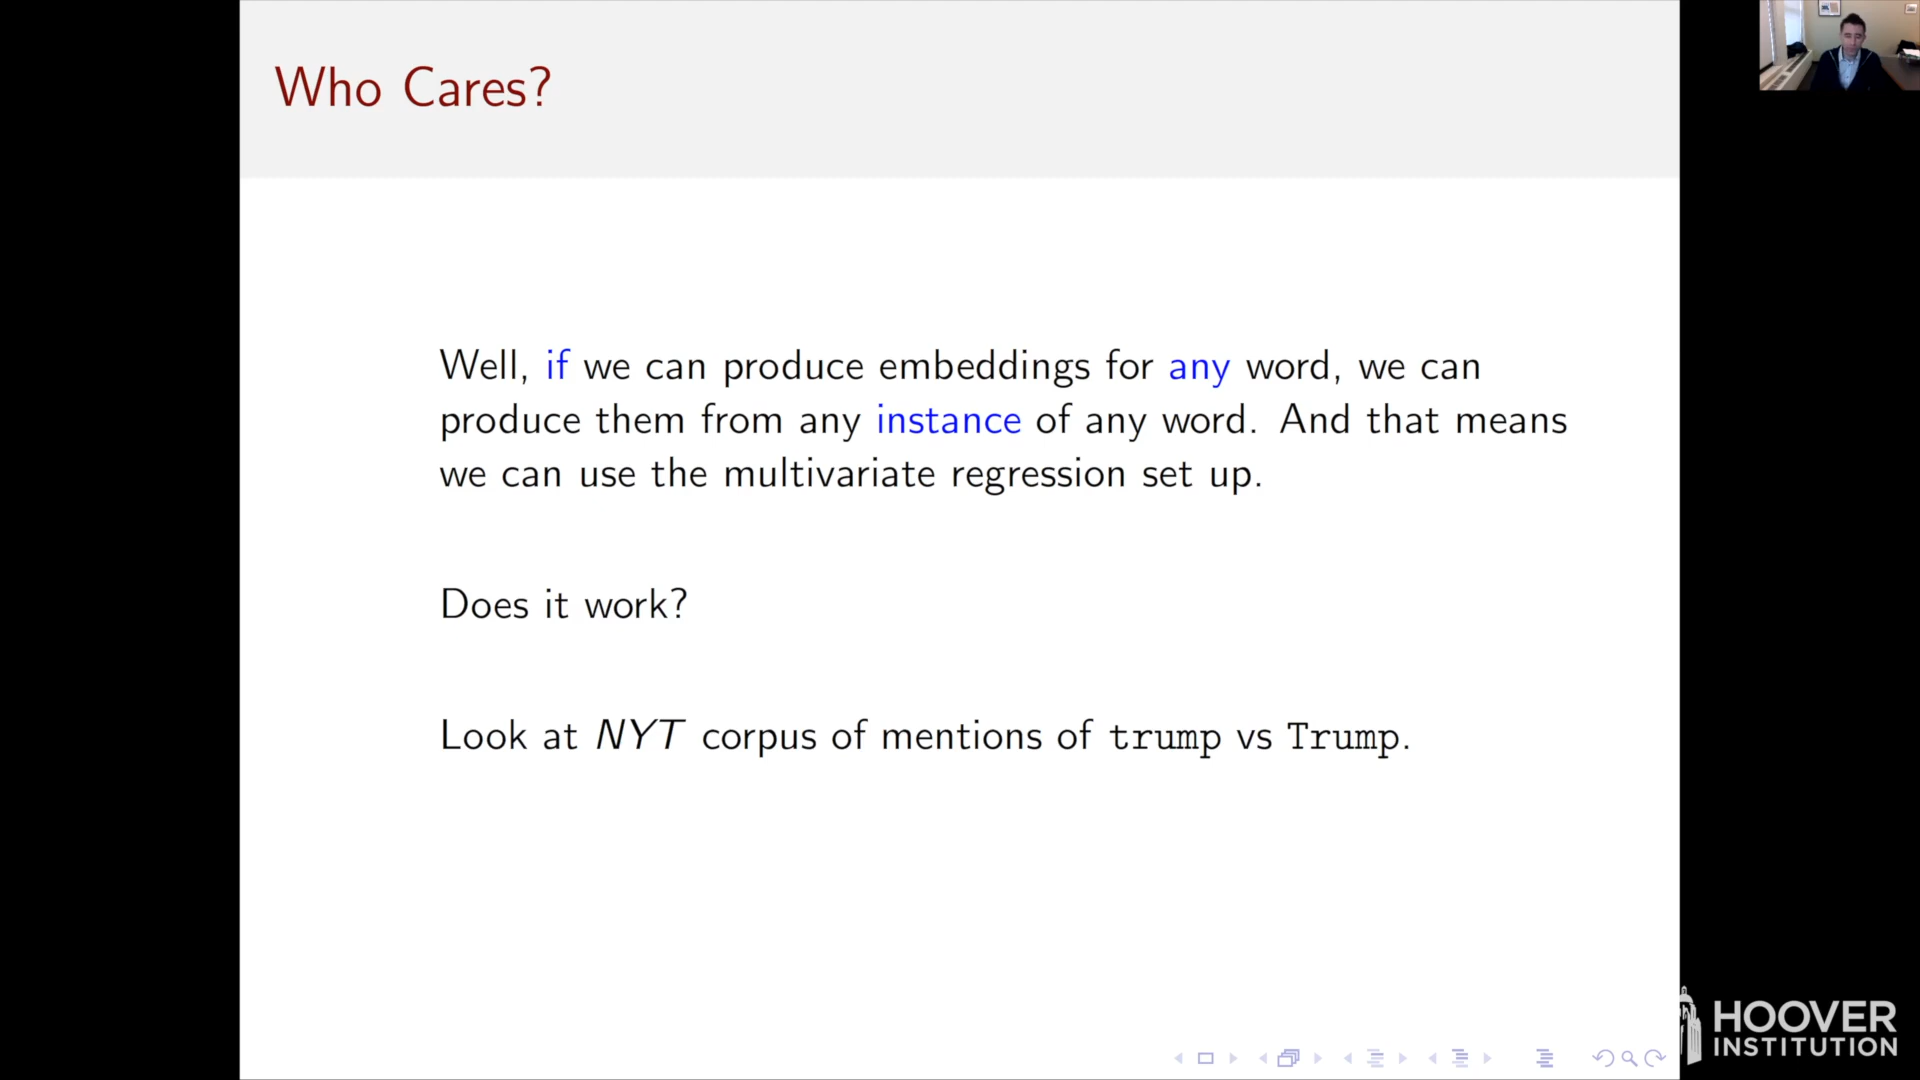 Who Cares?
Well, if we can produce embeddings for any word, we can
produce them from any instance of any word. And that means
we can use the multivariate regression set up.
Does it work?
Look at NYT corpus of mentions of trump vs Trump.
HOOVER
INSTITUTION